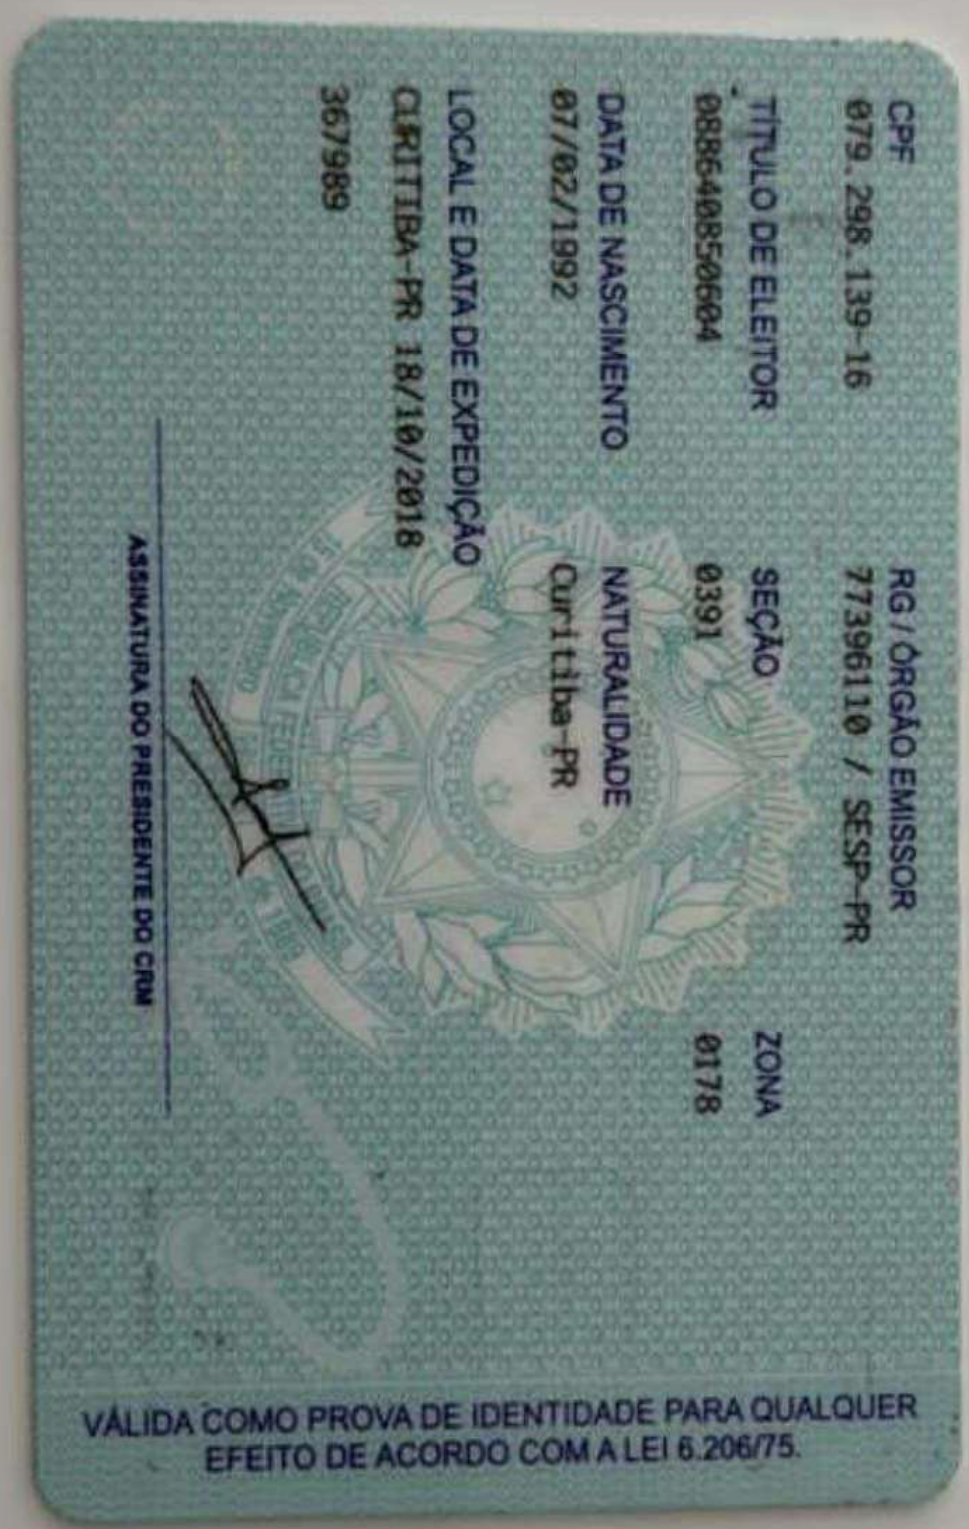 CPF RG / ÓRGÃO EMISSOR
079.298.139-16 77396110 / SESP-PR
TÍTULO DE ELEITOR SEÇÃO ZONA
088640850604 0391 0178
DATA DE NASCIMENTO NATURALIDADE
07/02/1992 Curitiba-PR
LOCAL E DATA DE EXPEDIÇÃO
CURITIBA-PR 18/10/2018
367989
ASSINATURA DO PRESIDENTE DO CRM
VÁLIDA COMO PROVA DE IDENTIDADE PARA QUALQUER
EFEITO DE ACORDO COM A LEI 6.206/75.